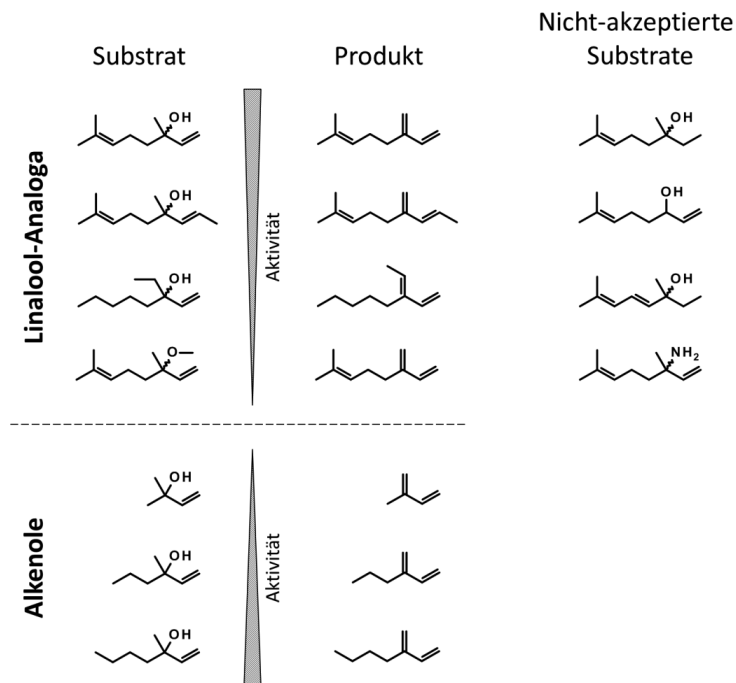 Nicht-akzeptierte
Substrat Produkt Substrate
Linalool-Analoga
Aktivität
OH OH
OH OH
OH OH
O NH2
Alkenole
Aktivität
OH
OH
OH